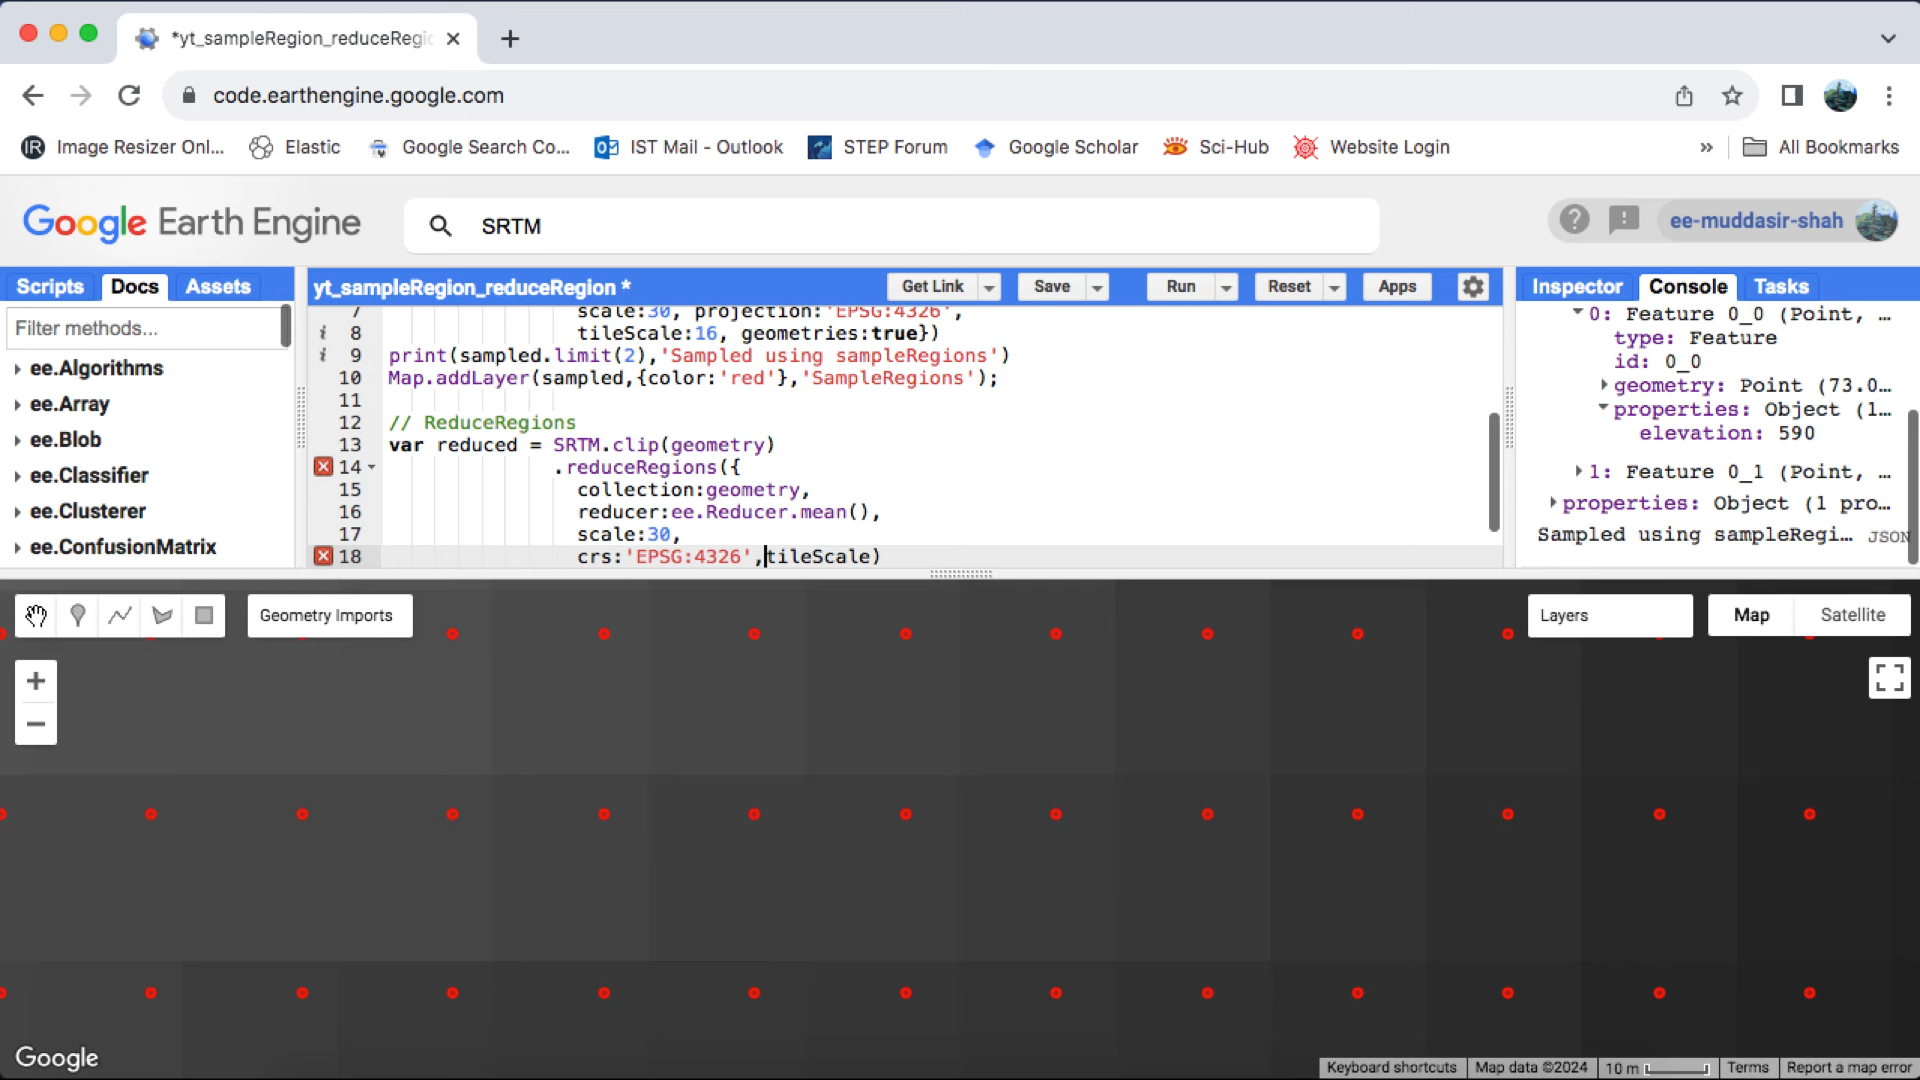 *yt_sampleRegion_reduceRegi
code.earthengine.google.com
IR Image Resizer Onl...
Elastic
Google Search Co...
IST Mail - Outlook
STEP Forum
Google Scholar
Sci-Hub
Website Login
» All Bookmarks
Google Earth Engine
SRTM
ee-muddasir-shah
Scripts Docs Assets
Filter methods...
ee.Algorithms
ee.Array
ee.Blob
ee.Classifier
ee.Clusterer
ee.ConfusionMatrix
yt_sampleRegion_reduceRegion *
Get Link Save Run Reset Apps
7 scale:30, projection:'EPSG:4326',
i 8 tileScale:16, geometries:true})
i 9 print(sampled.limit(2),'Sampled using sampleRegions')
10 Map.addLayer(sampled,{color:'red'},'SampleRegions');
11
12 // ReduceRegions
13 var reduced = SRTM.clip(geometry)
14 .reduceRegions({
15 collection:geometry,
16 reducer:ee.Reducer.mean(),
17 scale:30,
18 crs:'EPSG:4326',tileScale)
Inspector Console Tasks
0: Feature 0_0 (Point, …
type: Feature
id: 0_0
geometry: Point (73.0…
properties: Object (1…
elevation: 590
1: Feature 0_1 (Point, …
properties: Object (1 pro…
Sampled using sampleRegi… JSON
Geometry Imports
Layers
Map Satellite
+
−
Google
Keyboard shortcuts
Map data ©2024
10 m
Terms
Report a map error